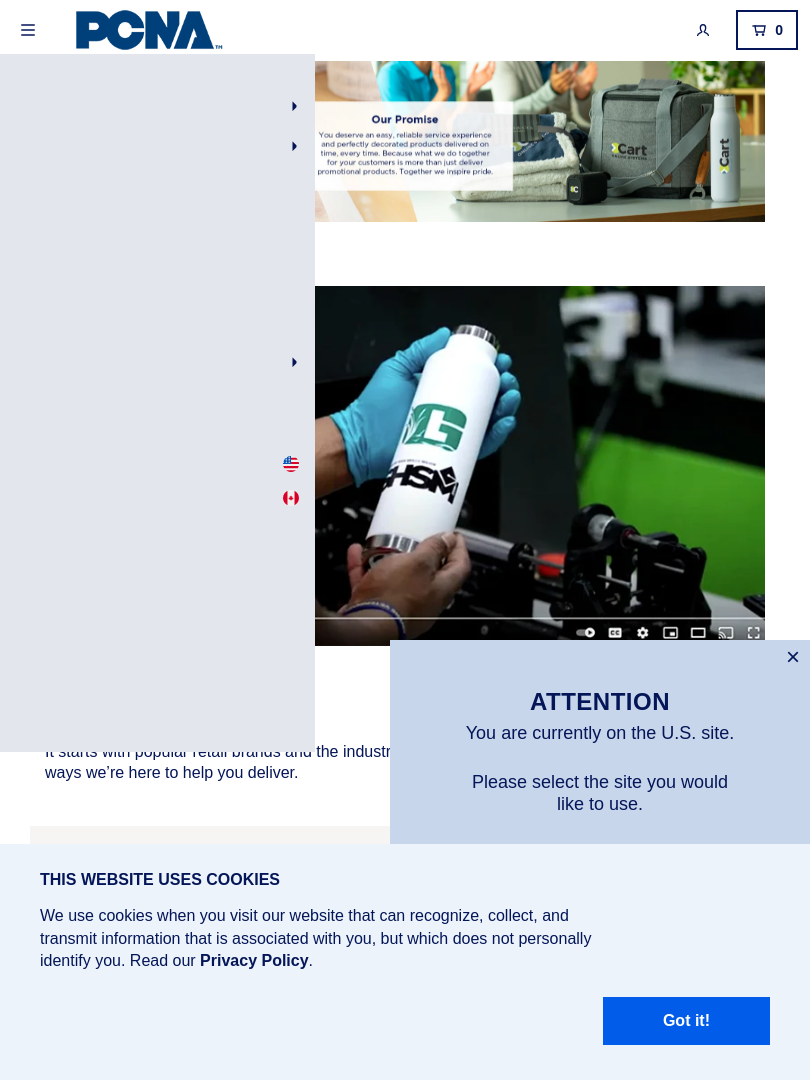 PCNA™
0
Our Promise
You deserve an easy, reliable service experience
and perfectly decorated products delivered on
time, every time. Because what we do together
for your customers is more than just deliver
promotional products. Together we inspire pride.
Cart
Cart
C
G
GHSM
CC
ATTENTION
You are currently on the U.S. site.
Please select the site you would
like to use.
It starts with popular retail brands and the industr
ways we’re here to help you deliver.
THIS WEBSITE USES COOKIES
We use cookies when you visit our website that can recognize, collect, and
transmit information that is associated with you, but which does not personally
identify you. Read our Privacy Policy.
Got it!